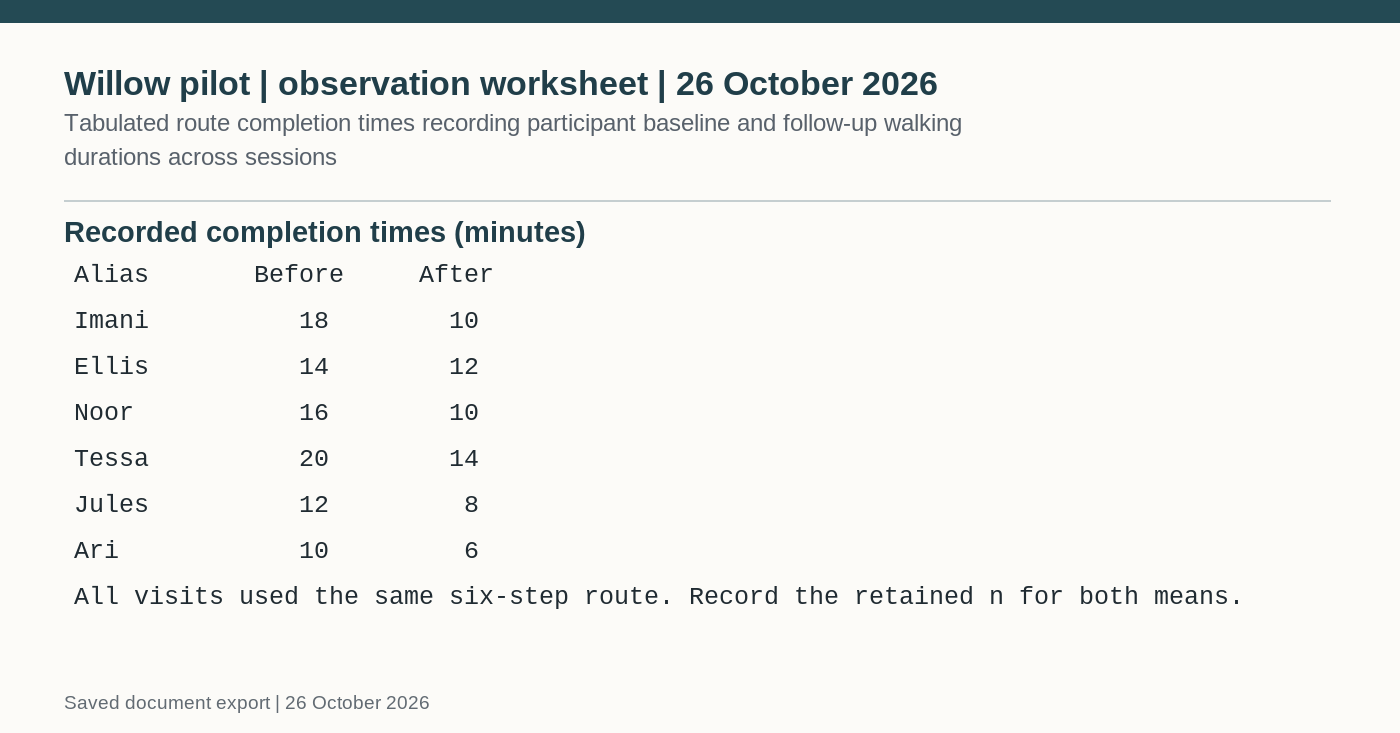 Willow pilot | observation worksheet | 26 October 2026
Tabulated route completion times recording participant baseline and follow-up walking
durations across sessions
Recorded completion times (minutes)
Alias Before After
Imani 18 10
Ellis 14 12
Noor 16 10
Tessa 20 14
Jules 12 8
Ari 10 6
All visits used the same six-step route. Record the retained n for both means.
Saved document export | 26 October 2026